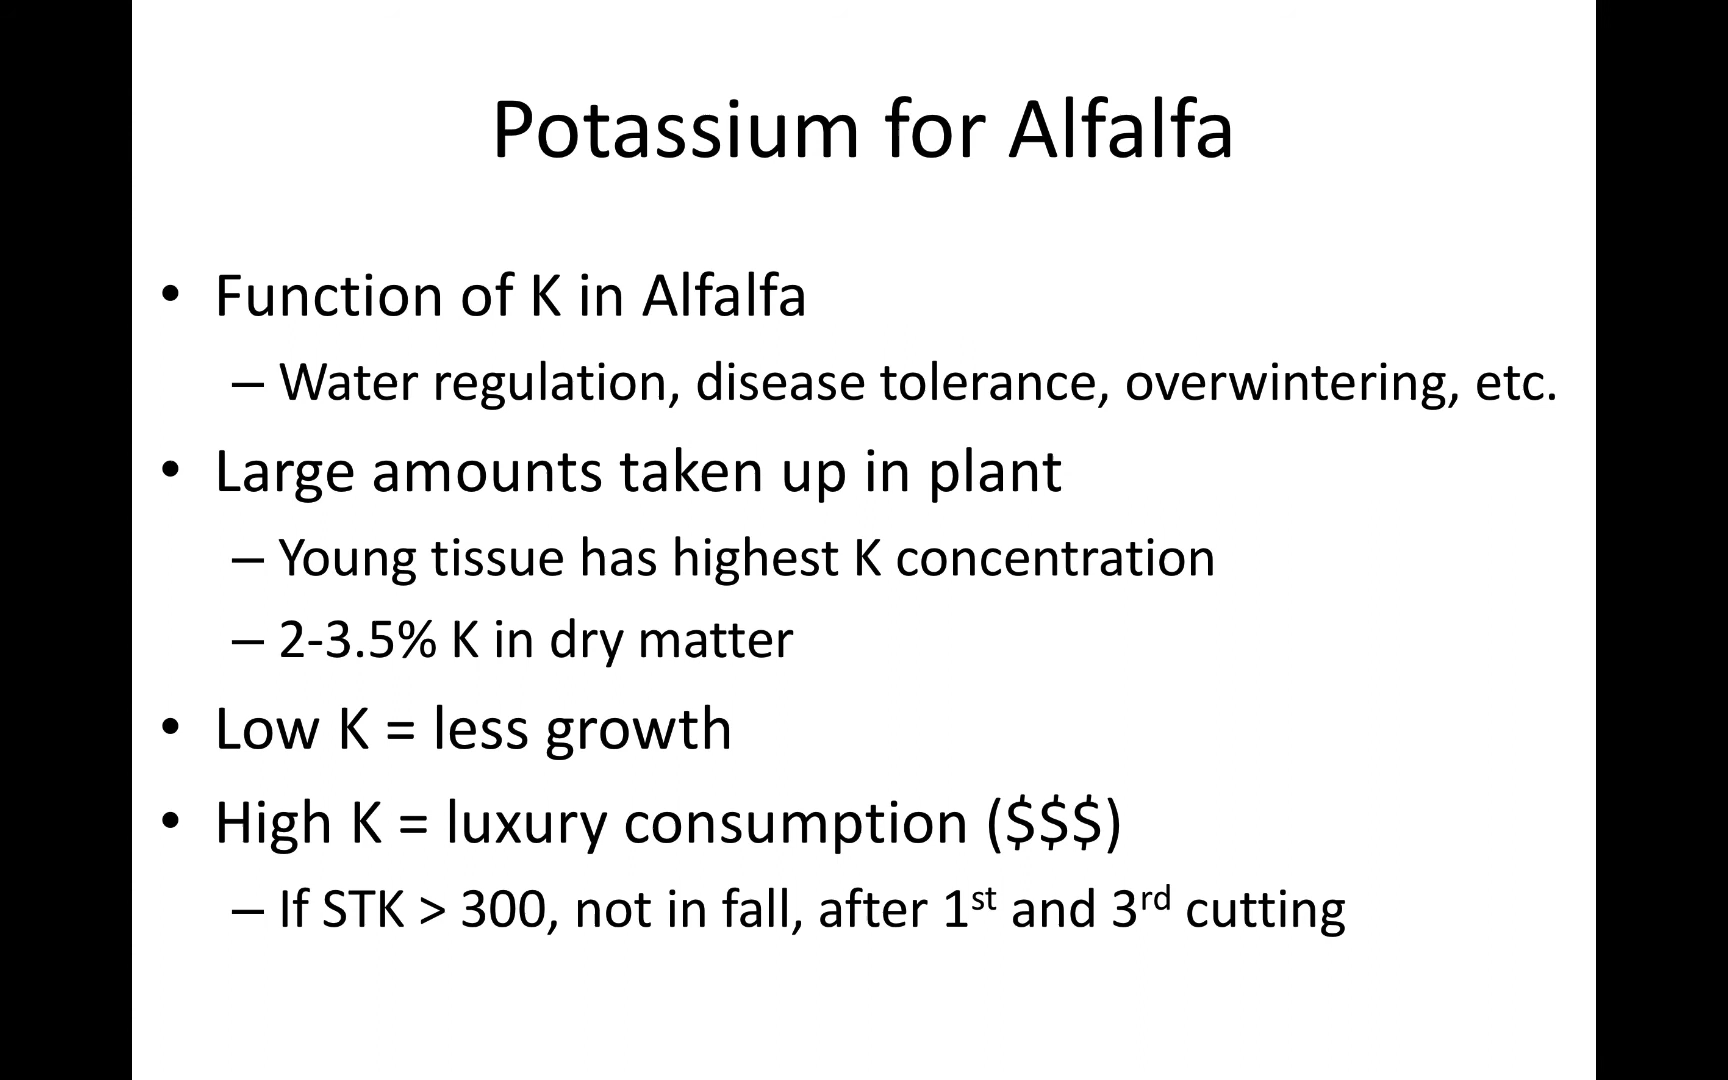 Potassium for Alfalfa
• Function of K in Alfalfa
– Water regulation, disease tolerance, overwintering, etc.
• Large amounts taken up in plant
– Young tissue has highest K concentration
– 2-3.5% K in dry matter
• Low K = less growth
• High K = luxury consumption ($$$)
– If STK > 300, not in fall, after 1st and 3rd cutting